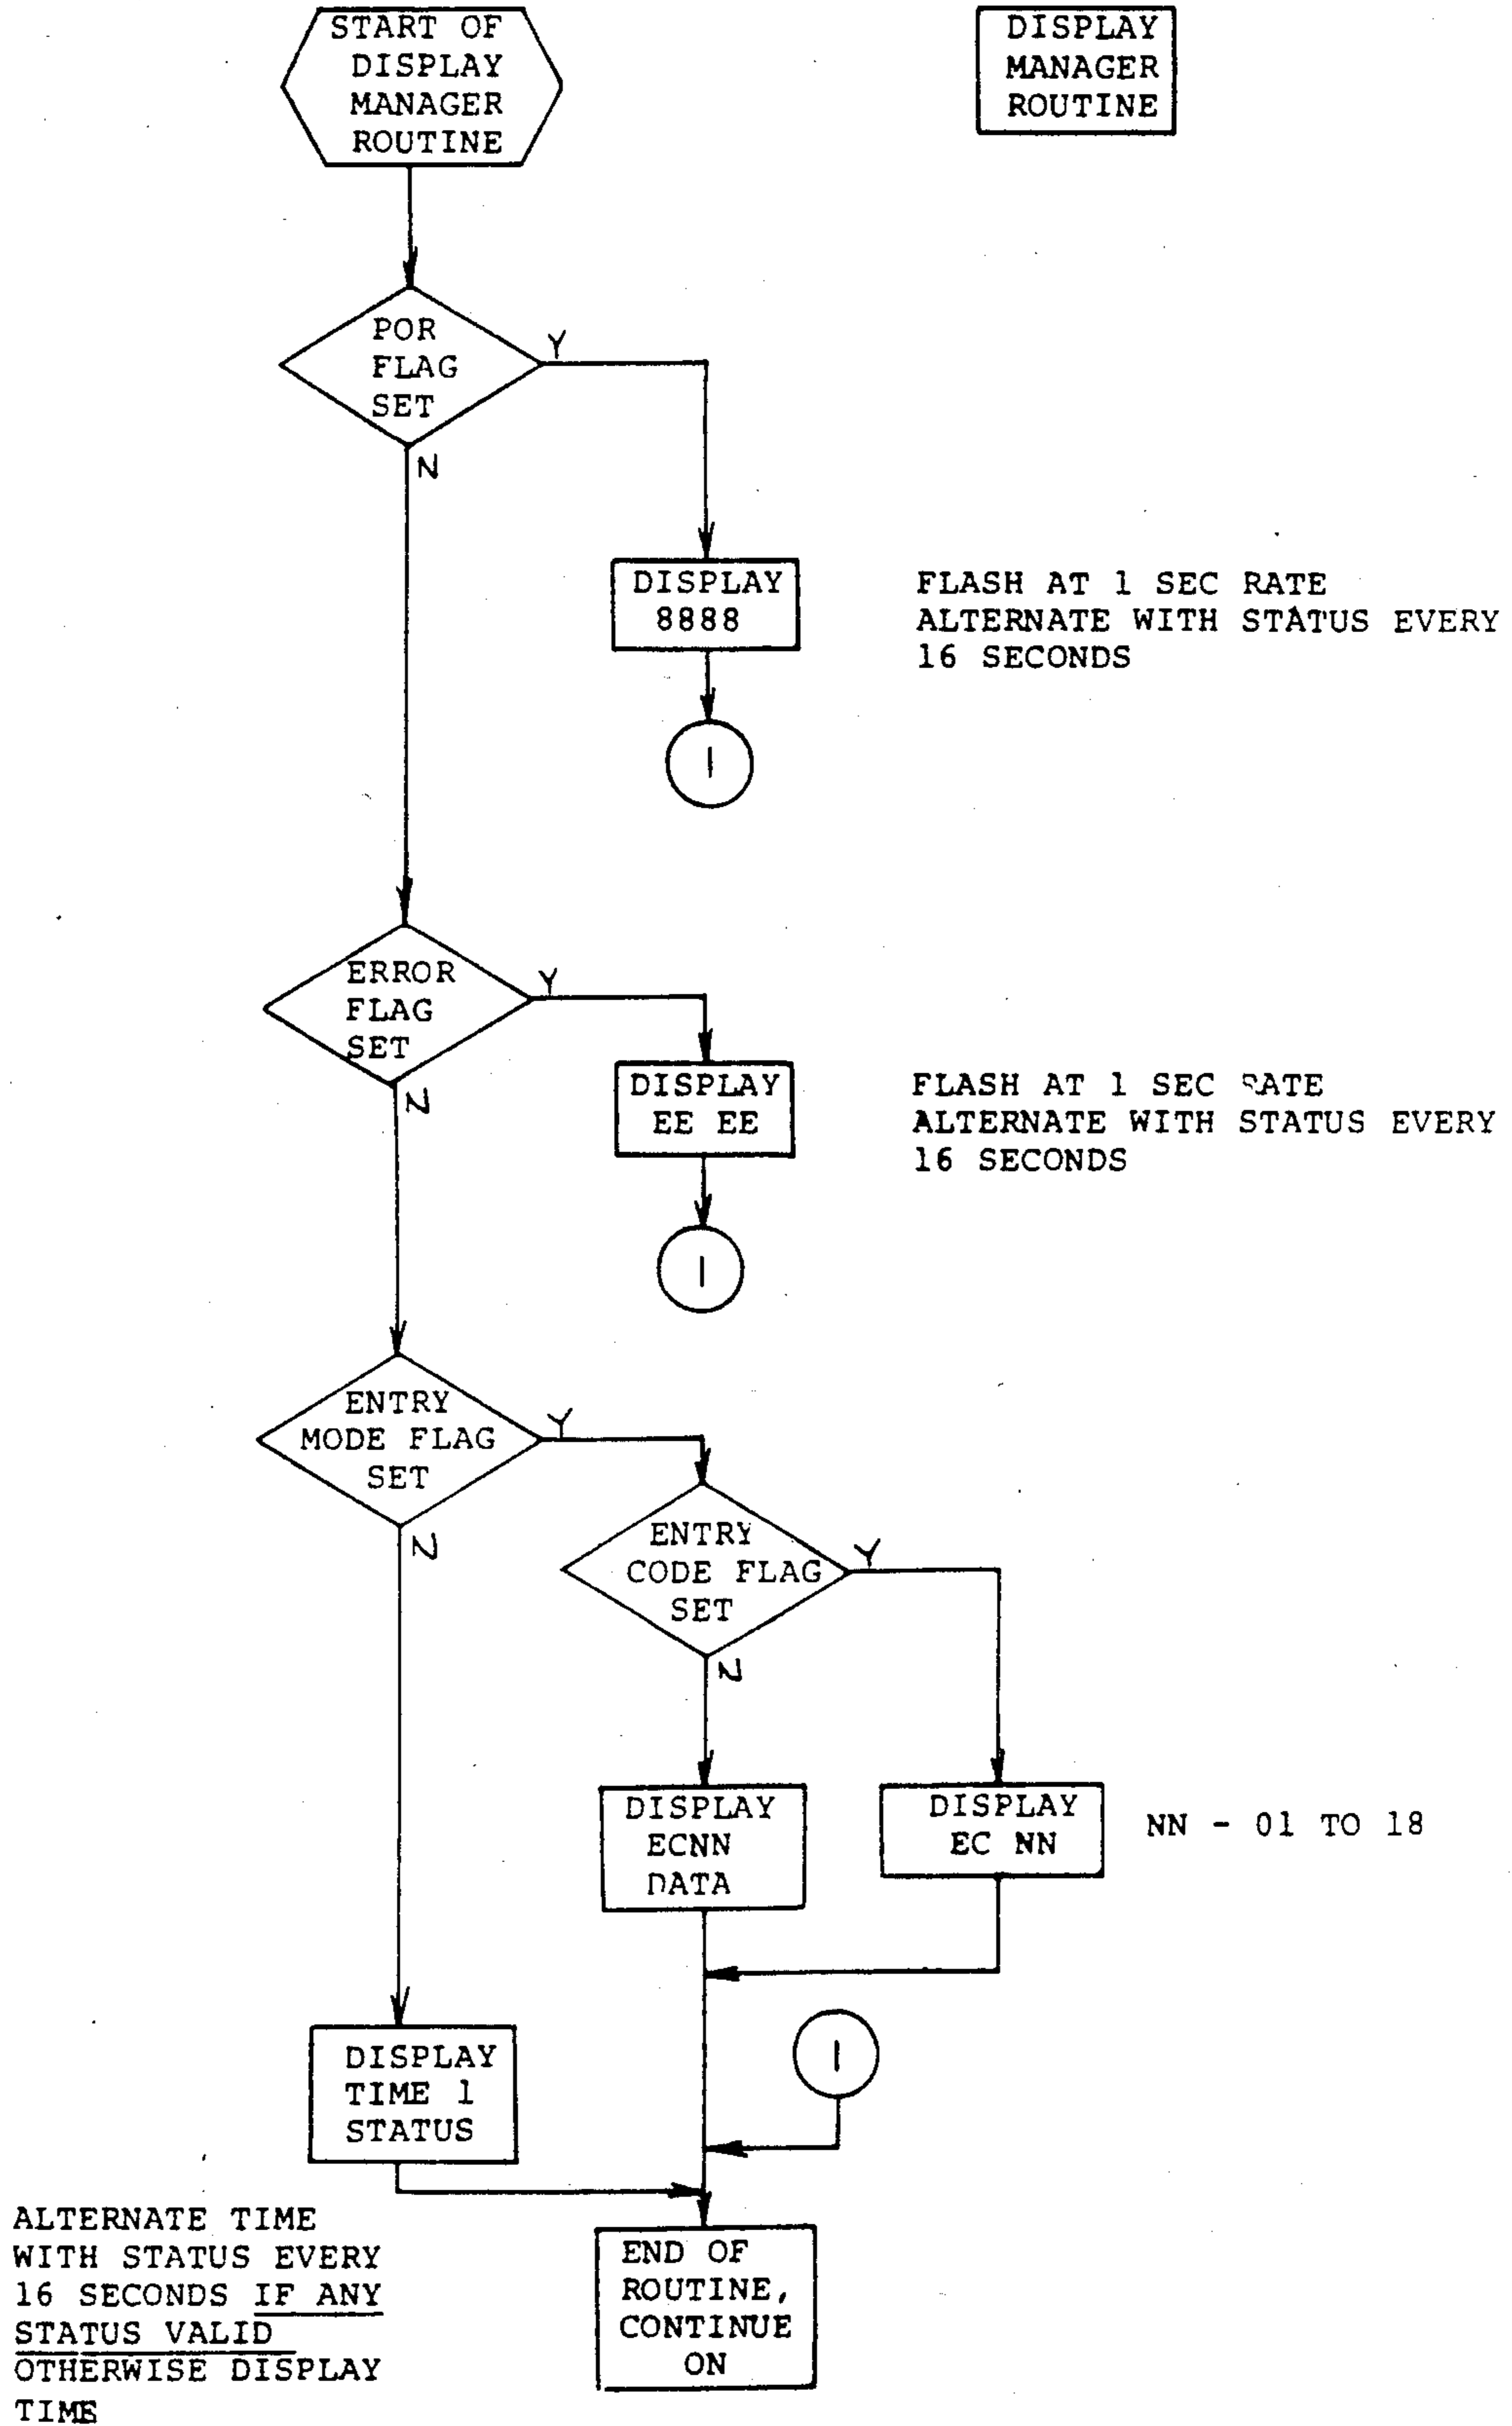 START OF
DISPLAY
MANAGER
ROUTINE
DISPLAY
MANAGER
ROUTINE
POR
FLAG
SET
Y
N
DISPLAY
8888
FLASH AT 1 SEC RATE
ALTERNATE WITH STATUS EVERY
16 SECONDS
1
ERROR
FLAG
SET
Y
N
DISPLAY
EE EE
FLASH AT 1 SEC RATE
ALTERNATE WITH STATUS EVERY
16 SECONDS
1
ENTRY
MODE FLAG
SET
Y
N
ENTRY
CODE FLAG
SET
Y
N
DISPLAY
ECNN
DATA
DISPLAY
EC NN
NN - 01 TO 18
DISPLAY
TIME 1
STATUS
1
ALTERNATE TIME
WITH STATUS EVERY
16 SECONDS IF ANY
STATUS VALID
OTHERWISE DISPLAY
TIME
END OF
ROUTINE,
CONTINUE
ON